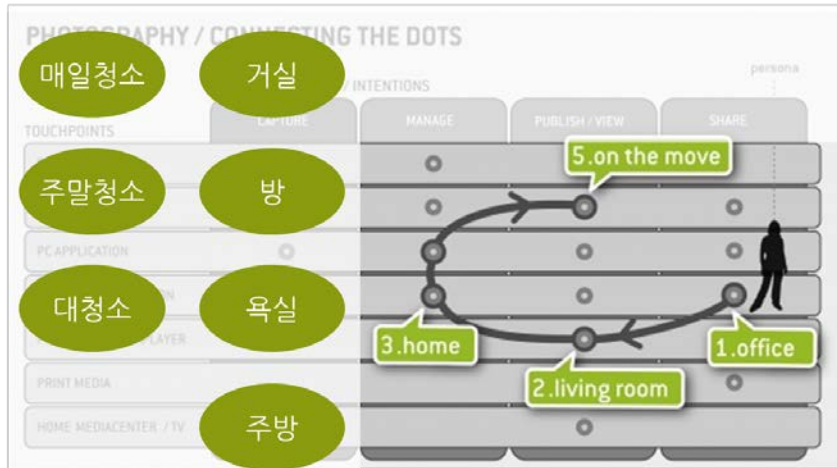 PHOTOGRAPHY / CONNECTING THE DOTS
매일청소
거실
/ INTENTIONS
persona
TOUCHPOINTS
CAPTURE
MANAGE
PUBLISH / VIEW
SHARE
5.on the move
주말청소
방
PC APPLICATION
대청소
욕실
PLAYER
3.home
1.office
2.living room
PRINT MEDIA
HOME MEDIACENTER / TV
주방